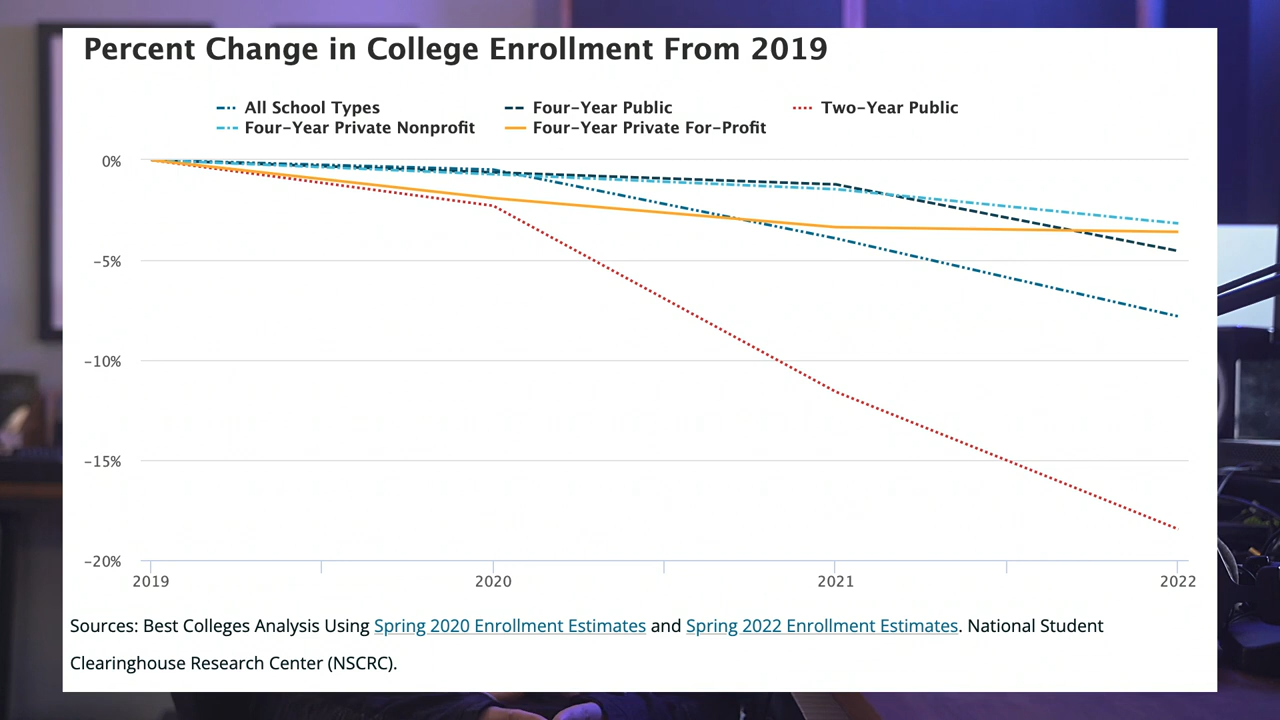 Percent Change in College Enrollment From 2019
All School Types
Four-Year Public
Two-Year Public
Four-Year Private Nonprofit
Four-Year Private For-Profit
0%
-5%
-10%
-15%
-20%
2019
2020
2021
2022
Sources: Best Colleges Analysis Using Spring 2020 Enrollment Estimates and Spring 2022 Enrollment Estimates. National Student
Clearinghouse Research Center (NSCRC).